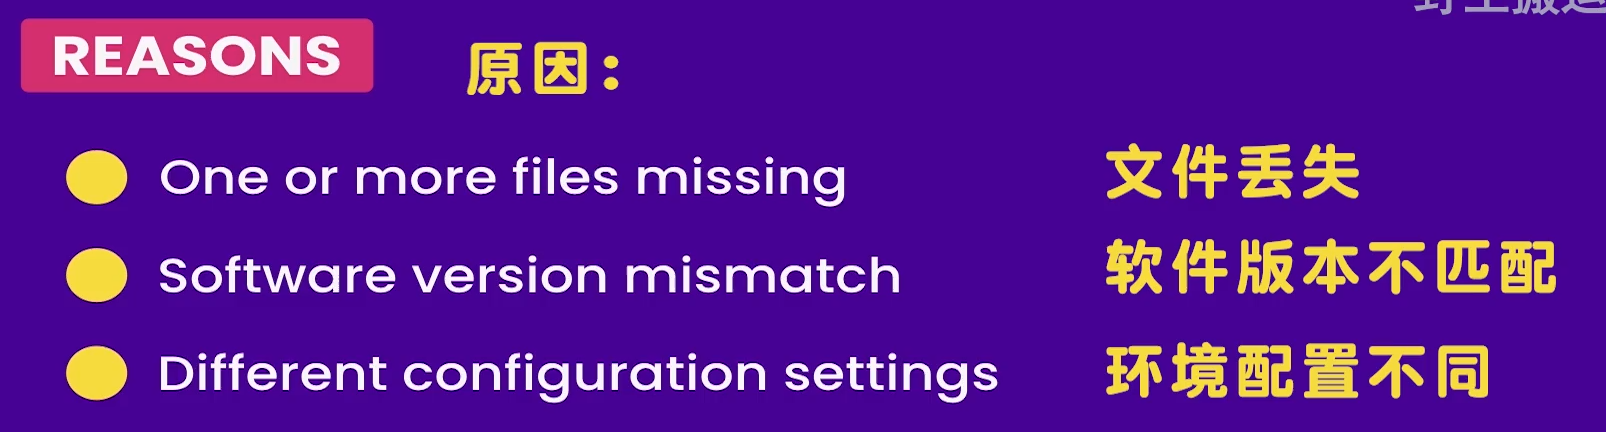 REASONS 原因：
One or more files missing 文件丢失
Software version mismatch 软件版本不匹配
Different configuration settings 环境配置不同